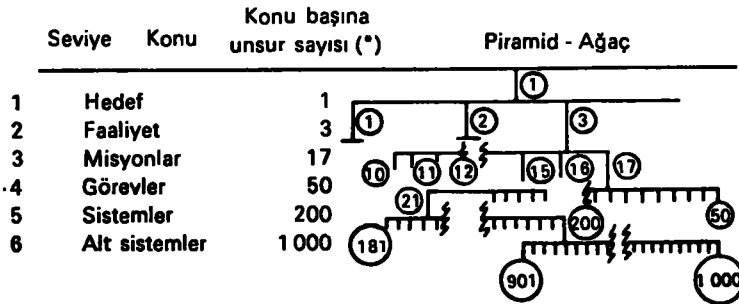 Seviye Konu Konu başına unsur sayısı (*) Piramid - Ağaç
1 Hedef 1
2 Faaliyet 3
3 Misyonlar 17
4 Görevler 50
5 Sistemler 200
6 Alt sistemler 1 000
1
1 2 3
10 11 12 15 16 17
21 200 50
181
901 1 000